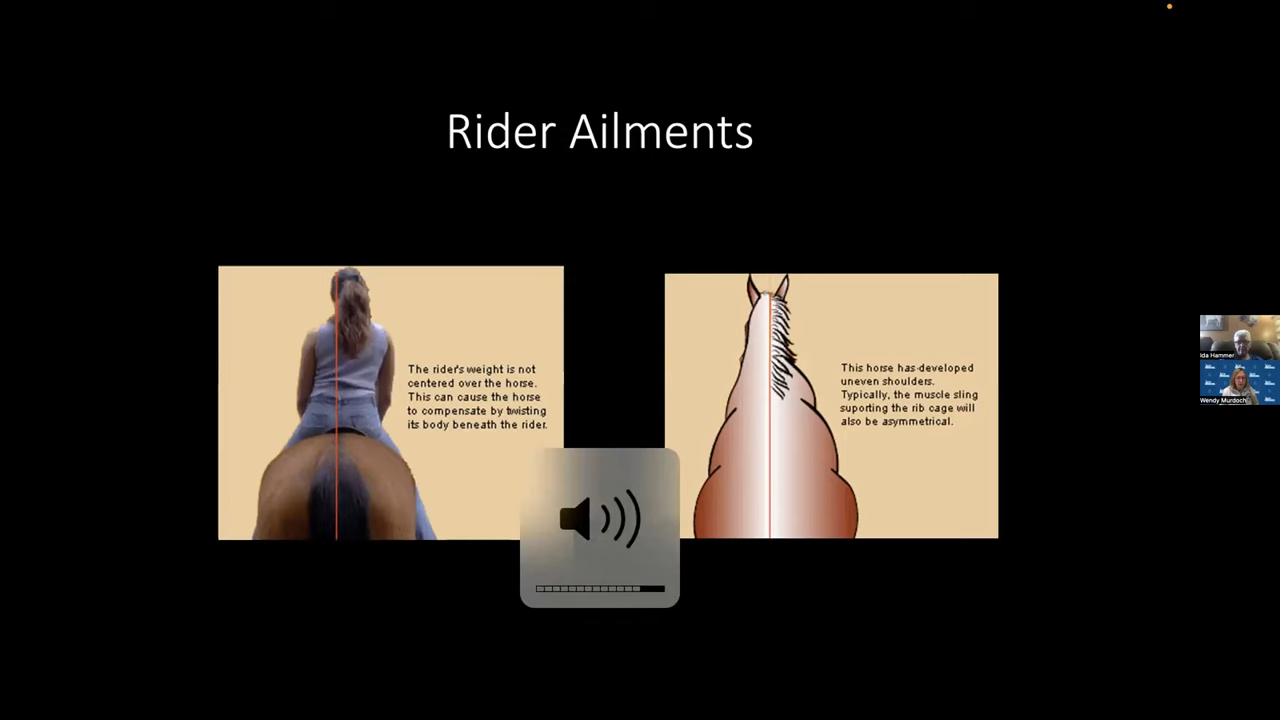 Rider Ailments
The rider's weight is not
centered over the horse.
This can cause the horse
to compensate by twisting
its body beneath the rider.
This horse has developed
uneven shoulders.
Typically, the muscle sling
suporting the rib cage will
also be asymmetrical.
Ida Hammer
Wendy Murdoch